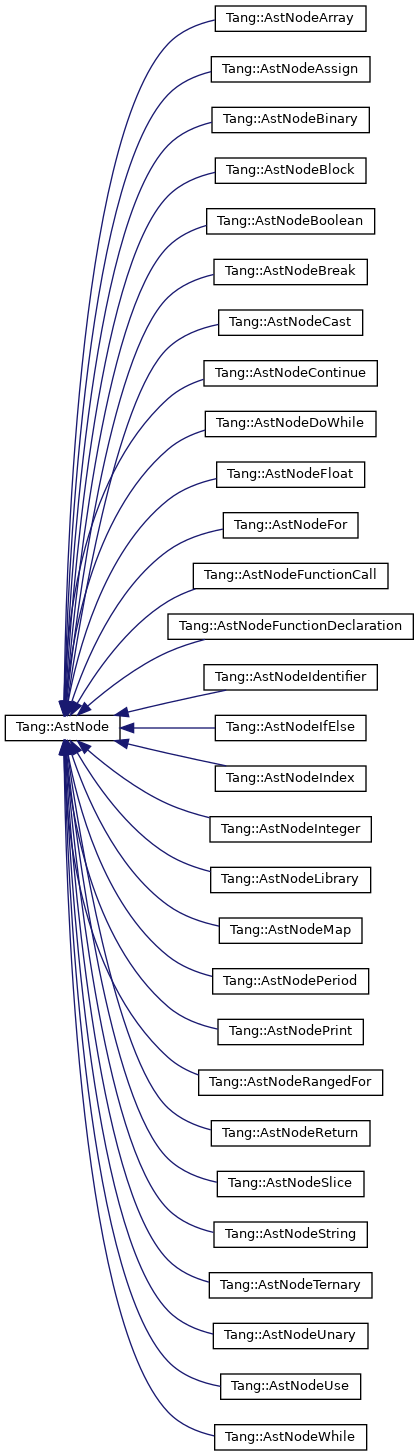 Tang::AstNodeArray
Tang::AstNodeAssign
Tang::AstNodeBinary
Tang::AstNodeBlock
Tang::AstNodeBoolean
Tang::AstNodeBreak
Tang::AstNodeCast
Tang::AstNodeContinue
Tang::AstNodeDoWhile
Tang::AstNodeFloat
Tang::AstNodeFor
Tang::AstNodeFunctionCall
Tang::AstNodeFunctionDeclaration
Tang::AstNodeIdentifier
Tang::AstNode
Tang::AstNodeIfElse
Tang::AstNodeIndex
Tang::AstNodeInteger
Tang::AstNodeLibrary
Tang::AstNodeMap
Tang::AstNodePeriod
Tang::AstNodePrint
Tang::AstNodeRangedFor
Tang::AstNodeReturn
Tang::AstNodeSlice
Tang::AstNodeString
Tang::AstNodeTernary
Tang::AstNodeUnary
Tang::AstNodeUse
Tang::AstNodeWhile